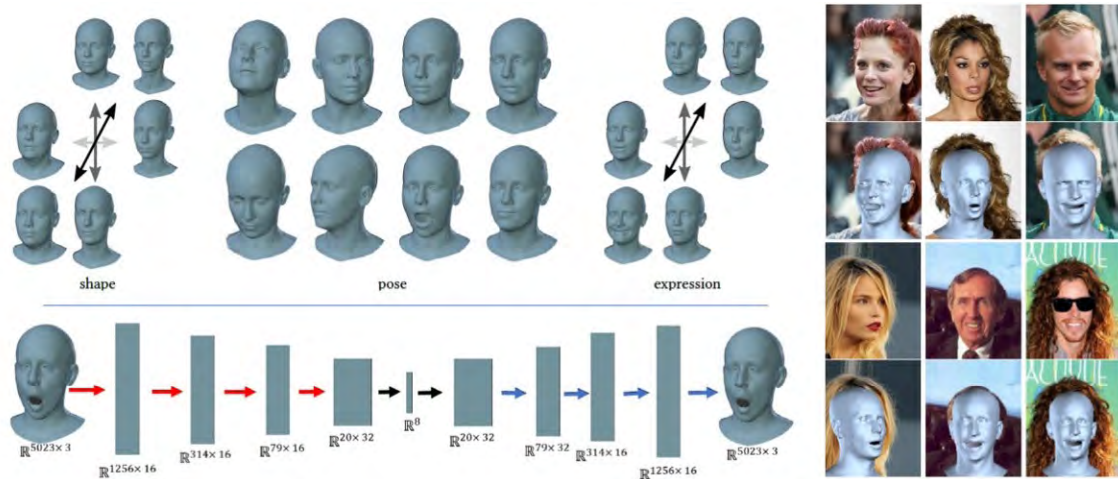 shape
pose
expression
ℝ^5023×3
ℝ^1256×16
ℝ^314×16
ℝ^79×16
ℝ^20×32
ℝ^8
ℝ^20×32
ℝ^79×32
ℝ^314×16
ℝ^1256×16
ℝ^5023×3